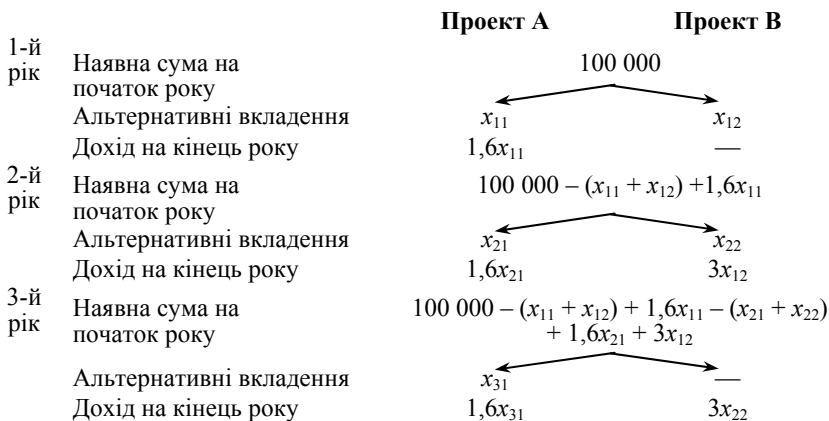 Проект А Проект В
1-й рік
Наявна сума на початок року 100 000
Альтернативні вкладення x11 x12
Дохід на кінець року 1,6x11 —
2-й рік
Наявна сума на початок року 100 000 – (x11 + x12) +1,6x11
Альтернативні вкладення x21 x22
Дохід на кінець року 1,6x21 3x12
3-й рік
Наявна сума на початок року 100 000 – (x11 + x12) + 1,6x11 – (x21 + x22)
+ 1,6x21 + 3x12
Альтернативні вкладення x31 —
Дохід на кінець року 1,6x31 3x22